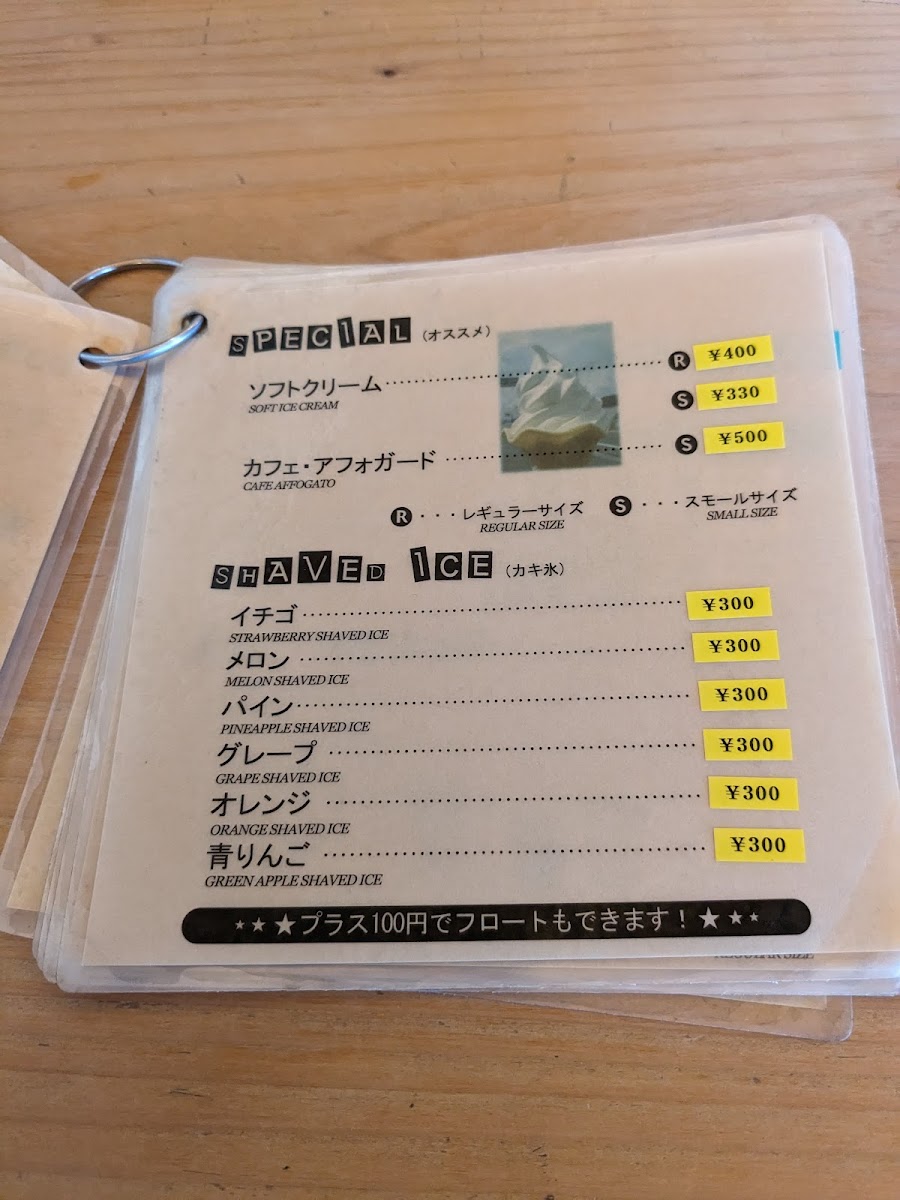 SPECIAL (オススメ)
ソフトクリーム R ¥400
SOFT ICE CREAM
S ¥330
カフェ・アフォガード S ¥500
CAFE AFFOGATO
R・・・レギュラーサイズ S・・・スモールサイズ
REGULAR SIZE SMALL SIZE
SHAVED ICE (カキ氷)
イチゴ ¥300
STRAWBERRY SHAVED ICE
メロン ¥300
MELON SHAVED ICE
パイン ¥300
PINEAPPLE SHAVED ICE
グレープ ¥300
GRAPE SHAVED ICE
オレンジ ¥300
ORANGE SHAVED ICE
青りんご ¥300
GREEN APPLE SHAVED ICE
★★★プラス100円でフロートもできます!★★★
REGULAR SIZE